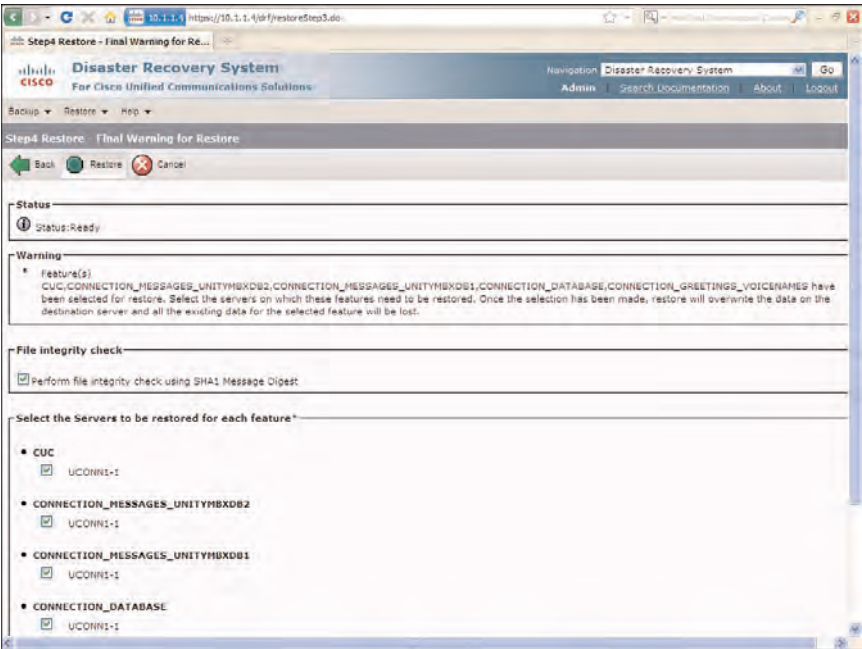 10.1.1.4 https://10.1.1.4/drf/restoreStep3.do
Step4 Restore - Final Warning for Re...
cisco
Disaster Recovery System
For Cisco Unified Communications Solutions
Navigation Disaster Recovery System Go
Admin | Search Documentation | About | Logout
Backup Restore Help
Step4 Restore - Final Warning for Restore
Back Restore Cancel
Status
Status:Ready
Warning
* Feature(s)
CUC,CONNECTION_MESSAGES_UNITYMBXDB2,CONNECTION_MESSAGES_UNITYMBXDB1,CONNECTION_DATABASE,CONNECTION_GREETINGS_VOICENAMES have
been selected for restore. Select the servers on which these features need to be restored. Once the selection has been made, restore will overwrite the data on the
destination server and all the existing data for the selected feature will be lost.
File integrity check
Perform file integrity check using SHA1 Message Digest
Select the Servers to be restored for each feature*
• CUC
UCONN1-1
• CONNECTION_MESSAGES_UNITYMBXDB2
UCONN1-1
• CONNECTION_MESSAGES_UNITYMBXDB1
UCONN1-1
• CONNECTION_DATABASE
UCONN1-1